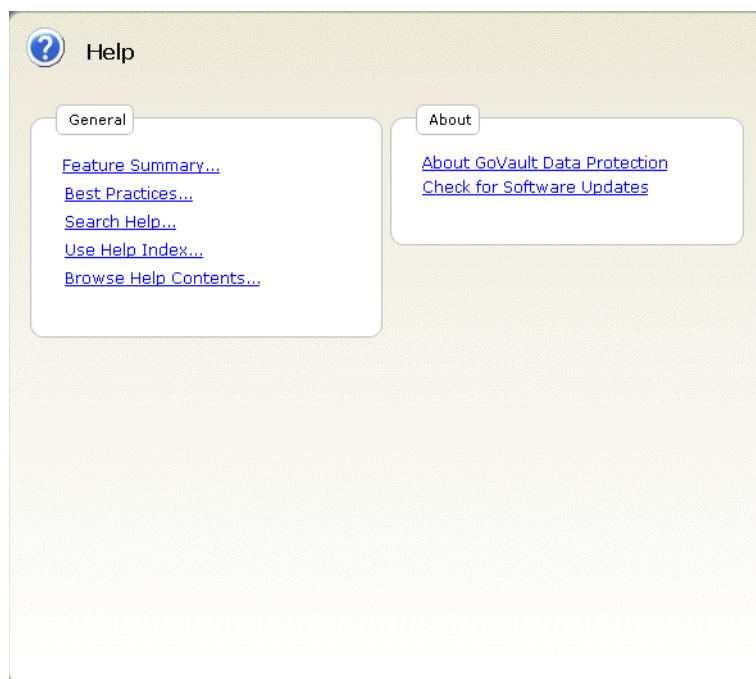 Help
General
Feature Summary...
Best Practices...
Search Help...
Use Help Index...
Browse Help Contents...
About
About GoVault Data Protection
Check for Software Updates